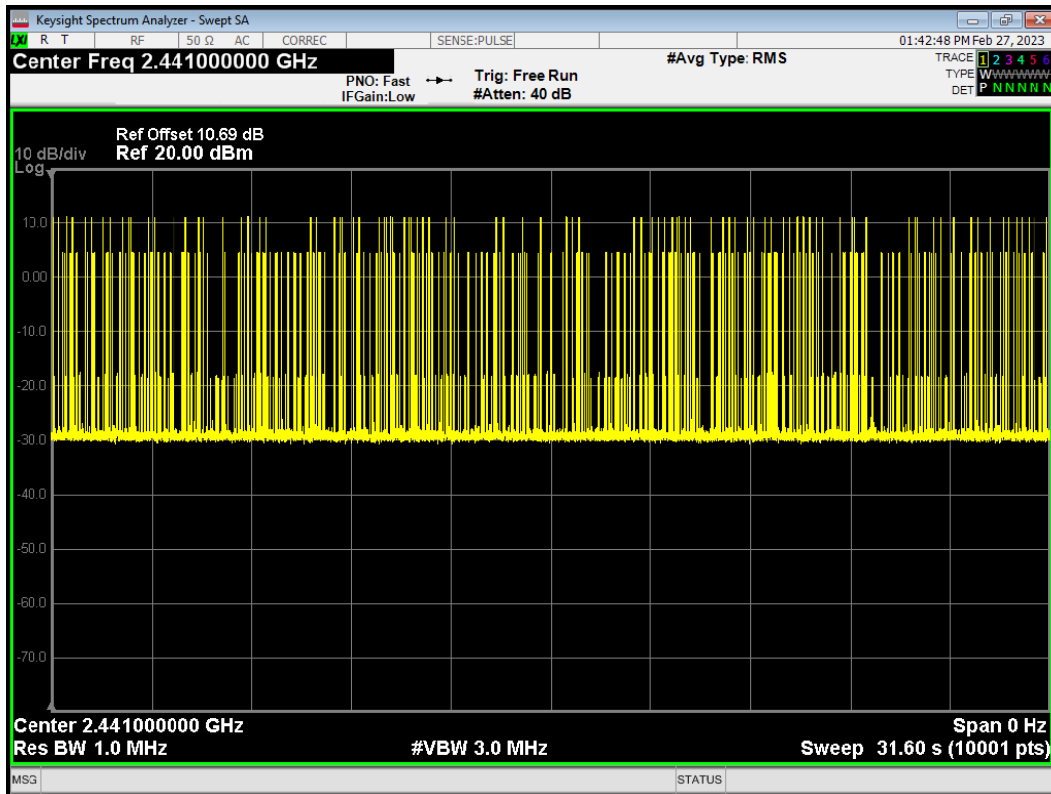 Keysight Spectrum Analyzer - Swept SA
LXI R T RF 50 Ω AC CORREC SENSE:PULSE 01:42:48 PM Feb 27, 2023
Center Freq 2.441000000 GHz #Avg Type: RMS TRACE 1 2 3 4 5 6
PNO: Fast Trig: Free Run TYPE WWWWWW
IFGain:Low #Atten: 40 dB DET P N N N N N
Ref Offset 10.69 dB
10 dB/div Ref 20.00 dBm
Log
10.0
0.00
-10.0
-20.0
-30.0
-40.0
-50.0
-60.0
-70.0
Center 2.441000000 GHz Span 0 Hz
Res BW 1.0 MHz #VBW 3.0 MHz Sweep 31.60 s (10001 pts)
MSG STATUS